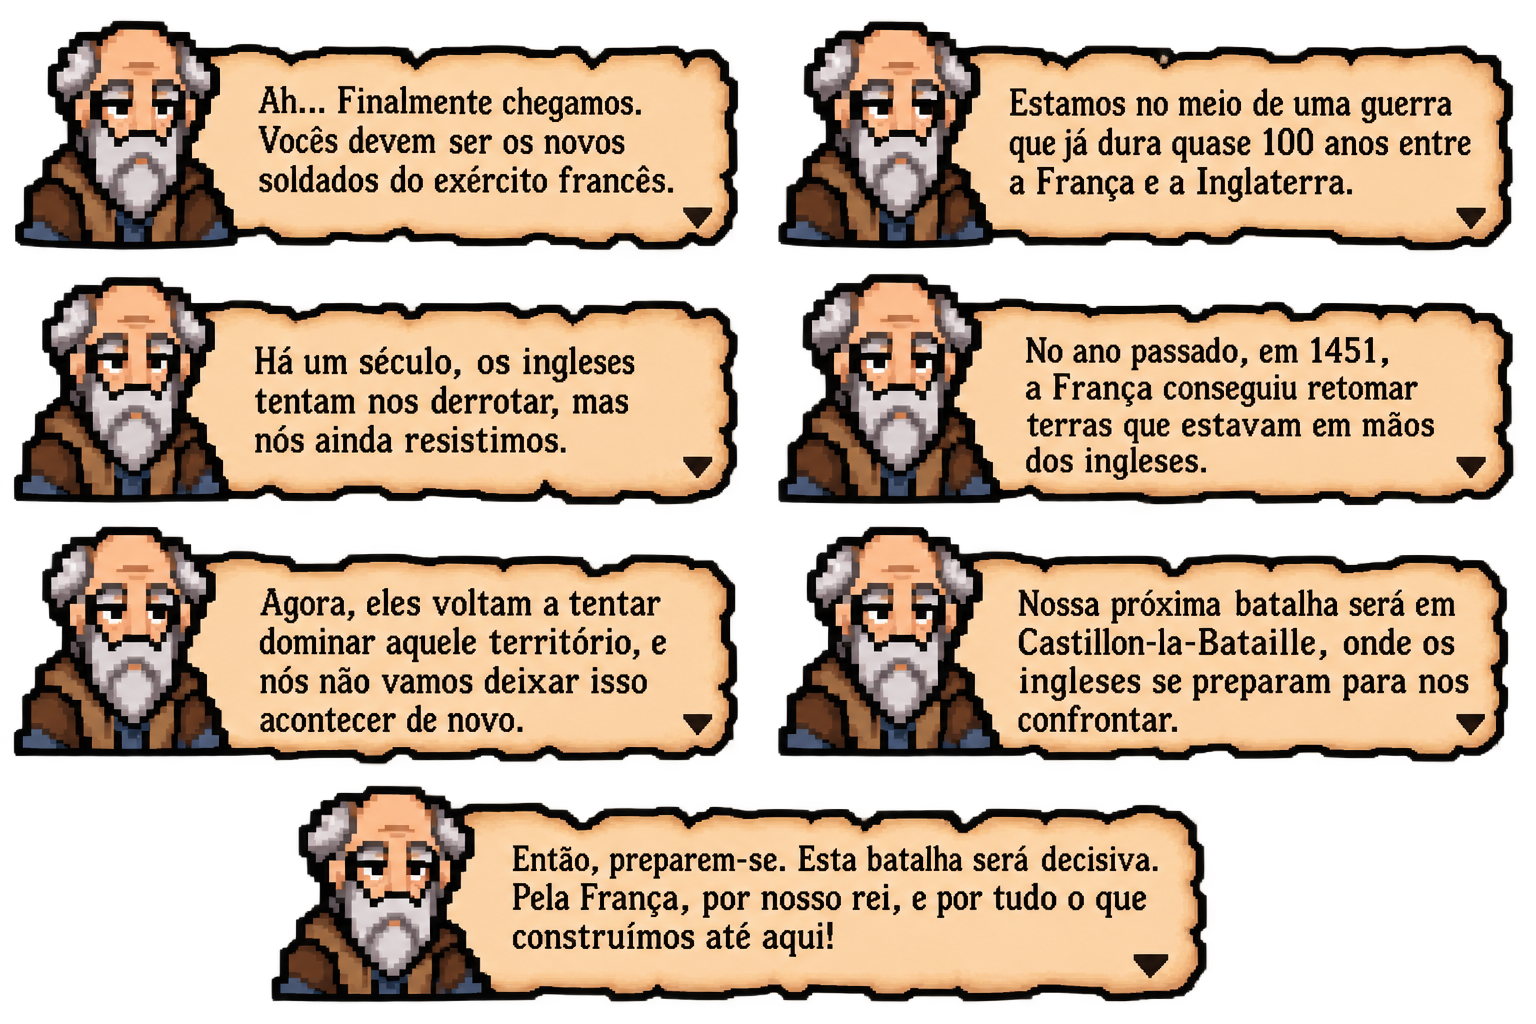 Ah... Finalmente chegamos.
Vocês devem ser os novos
soldados do exército francês.
Estamos no meio de uma guerra
que já dura quase 100 anos entre
a França e a Inglaterra.
Há um século, os ingleses
tentam nos derrotar, mas
nós ainda resistimos.
No ano passado, em 1451,
a França conseguiu retomar
terras que estavam em mãos
dos ingleses.
Agora, eles voltam a tentar
dominar aquele território, e
nós não vamos deixar isso
acontecer de novo.
Nossa próxima batalha será em
Castillon-la-Bataille, onde os
ingleses se preparam para nos
confrontar.
Então, preparem-se. Esta batalha será decisiva.
Pela França, por nosso rei, e por tudo o que
construímos até aqui!